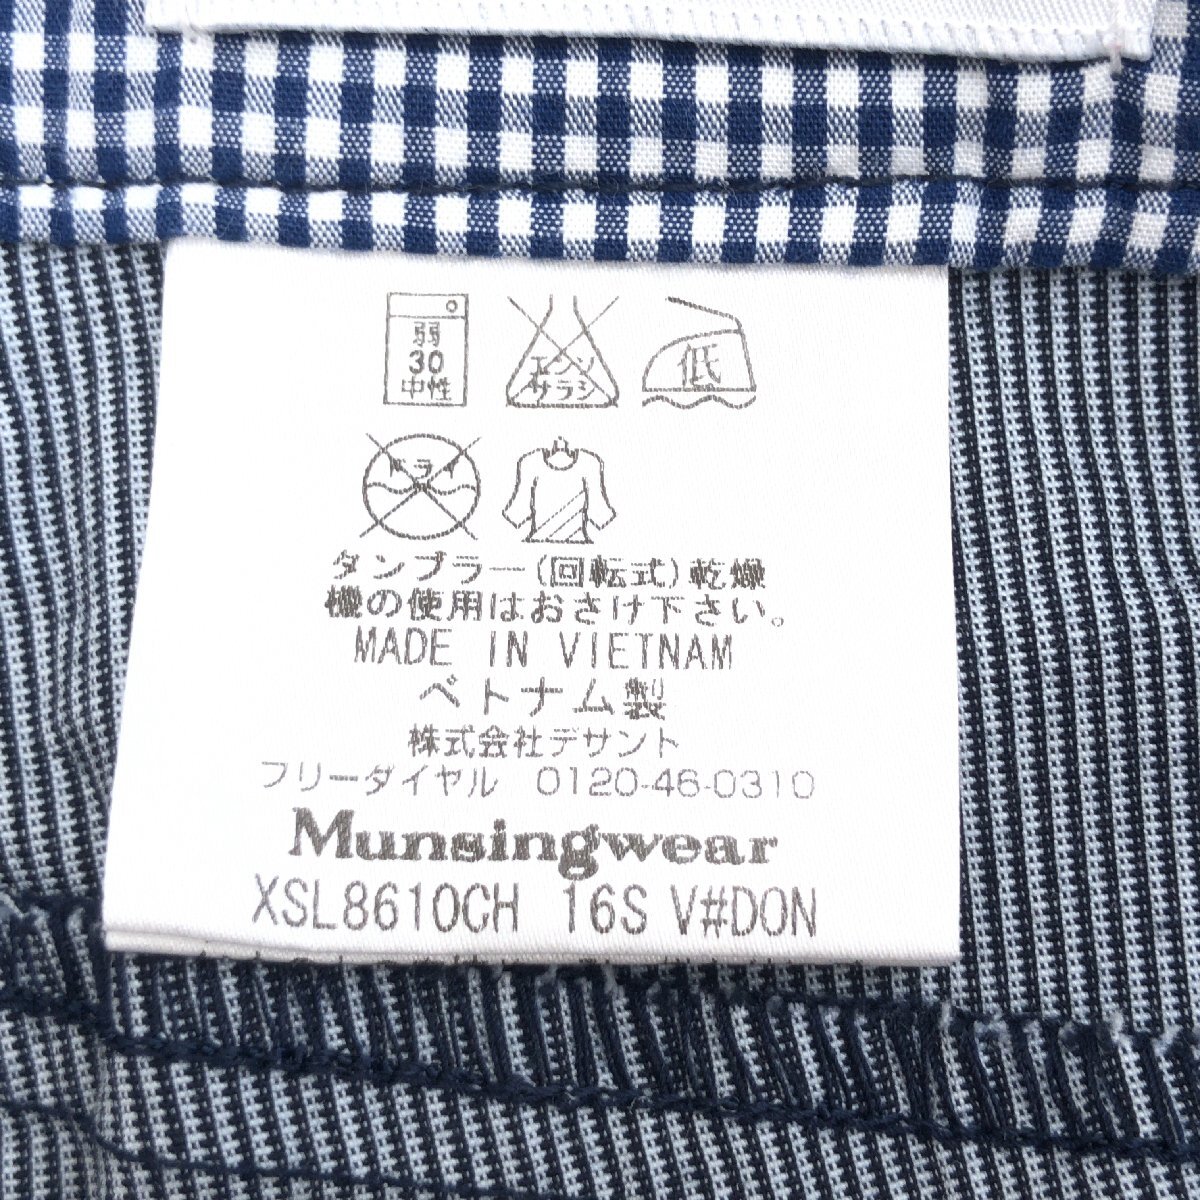 弱
30
中性
エンソ
サラシ
低
ドライ
タンブラー(回転式)乾燥
機の使用はおさけ下さい。
MADE IN VIETNAM
ベトナム製
株式会社デサント
フリーダイヤル 0120-46-0310
Munsingwear
XSL8610CH 16S V#DON